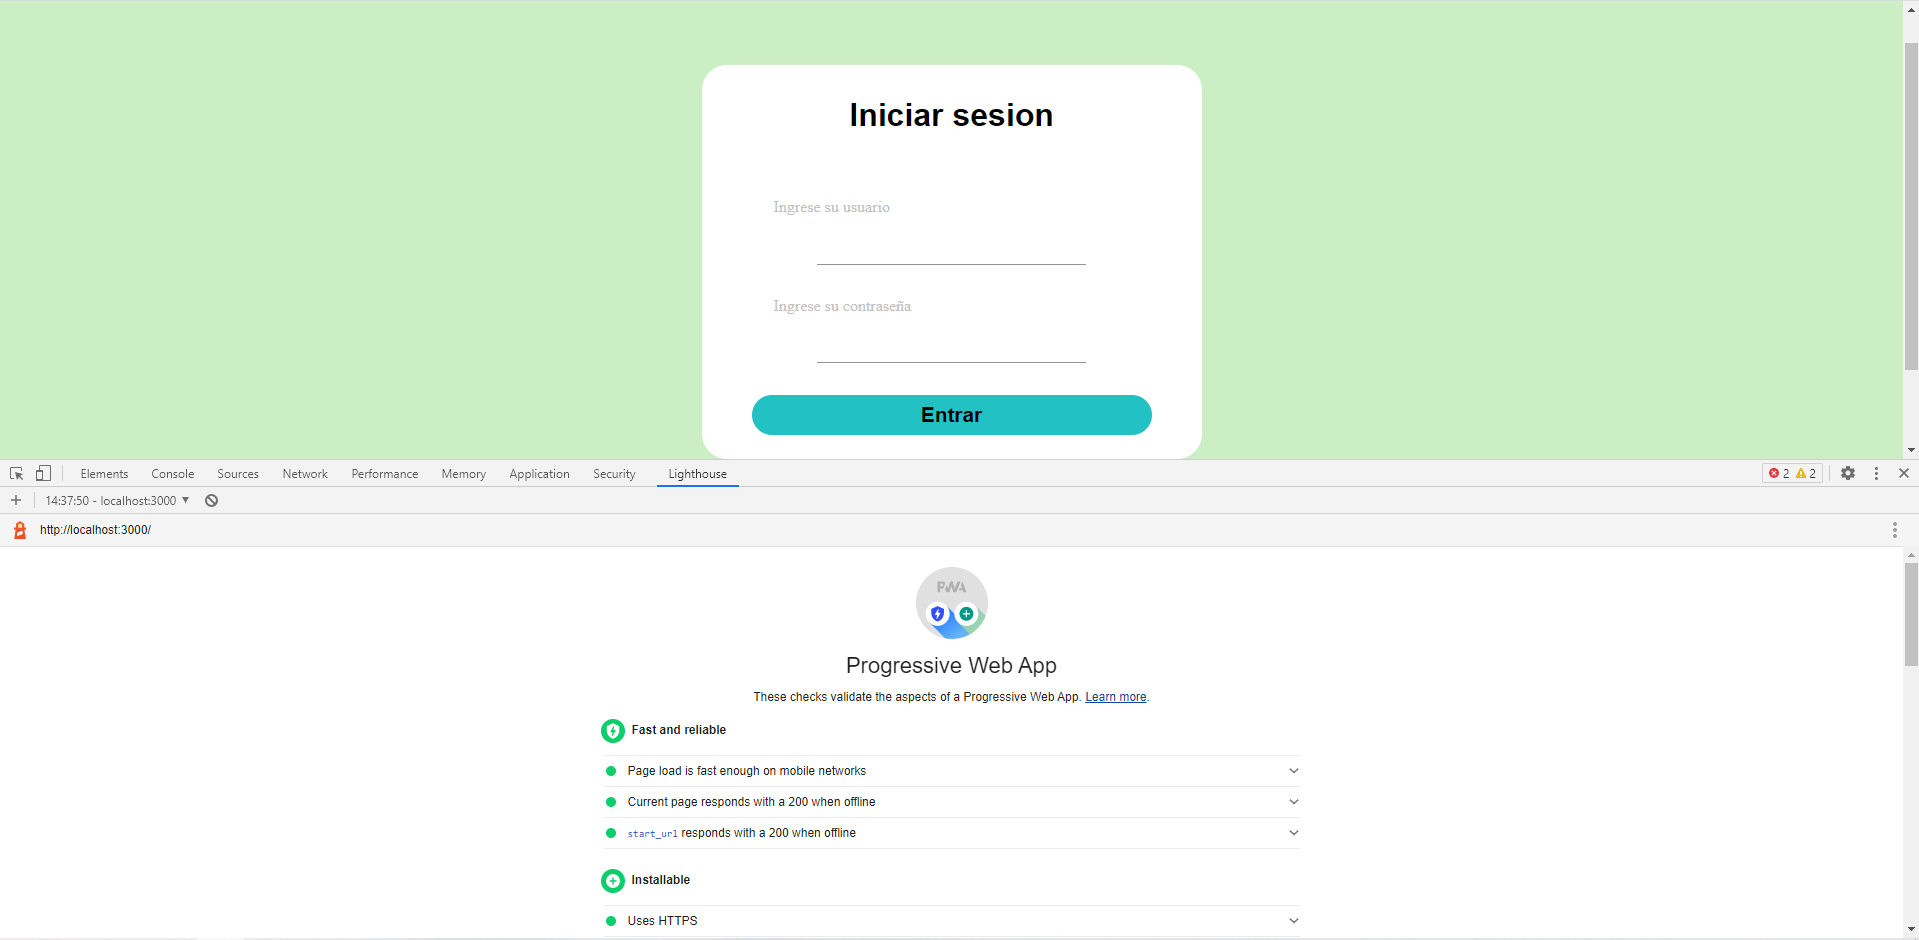 Iniciar sesion
Ingrese su usuario
Ingrese su contraseña
Entrar
Elements Console Sources Network Performance Memory Application Security Lighthouse 2 2
14:37:50 - localhost:3000
http://localhost:3000/
PWA
Progressive Web App
These checks validate the aspects of a Progressive Web App. Learn more.
Fast and reliable
Page load is fast enough on mobile networks
Current page responds with a 200 when offline
start_url responds with a 200 when offline
Installable
Uses HTTPS